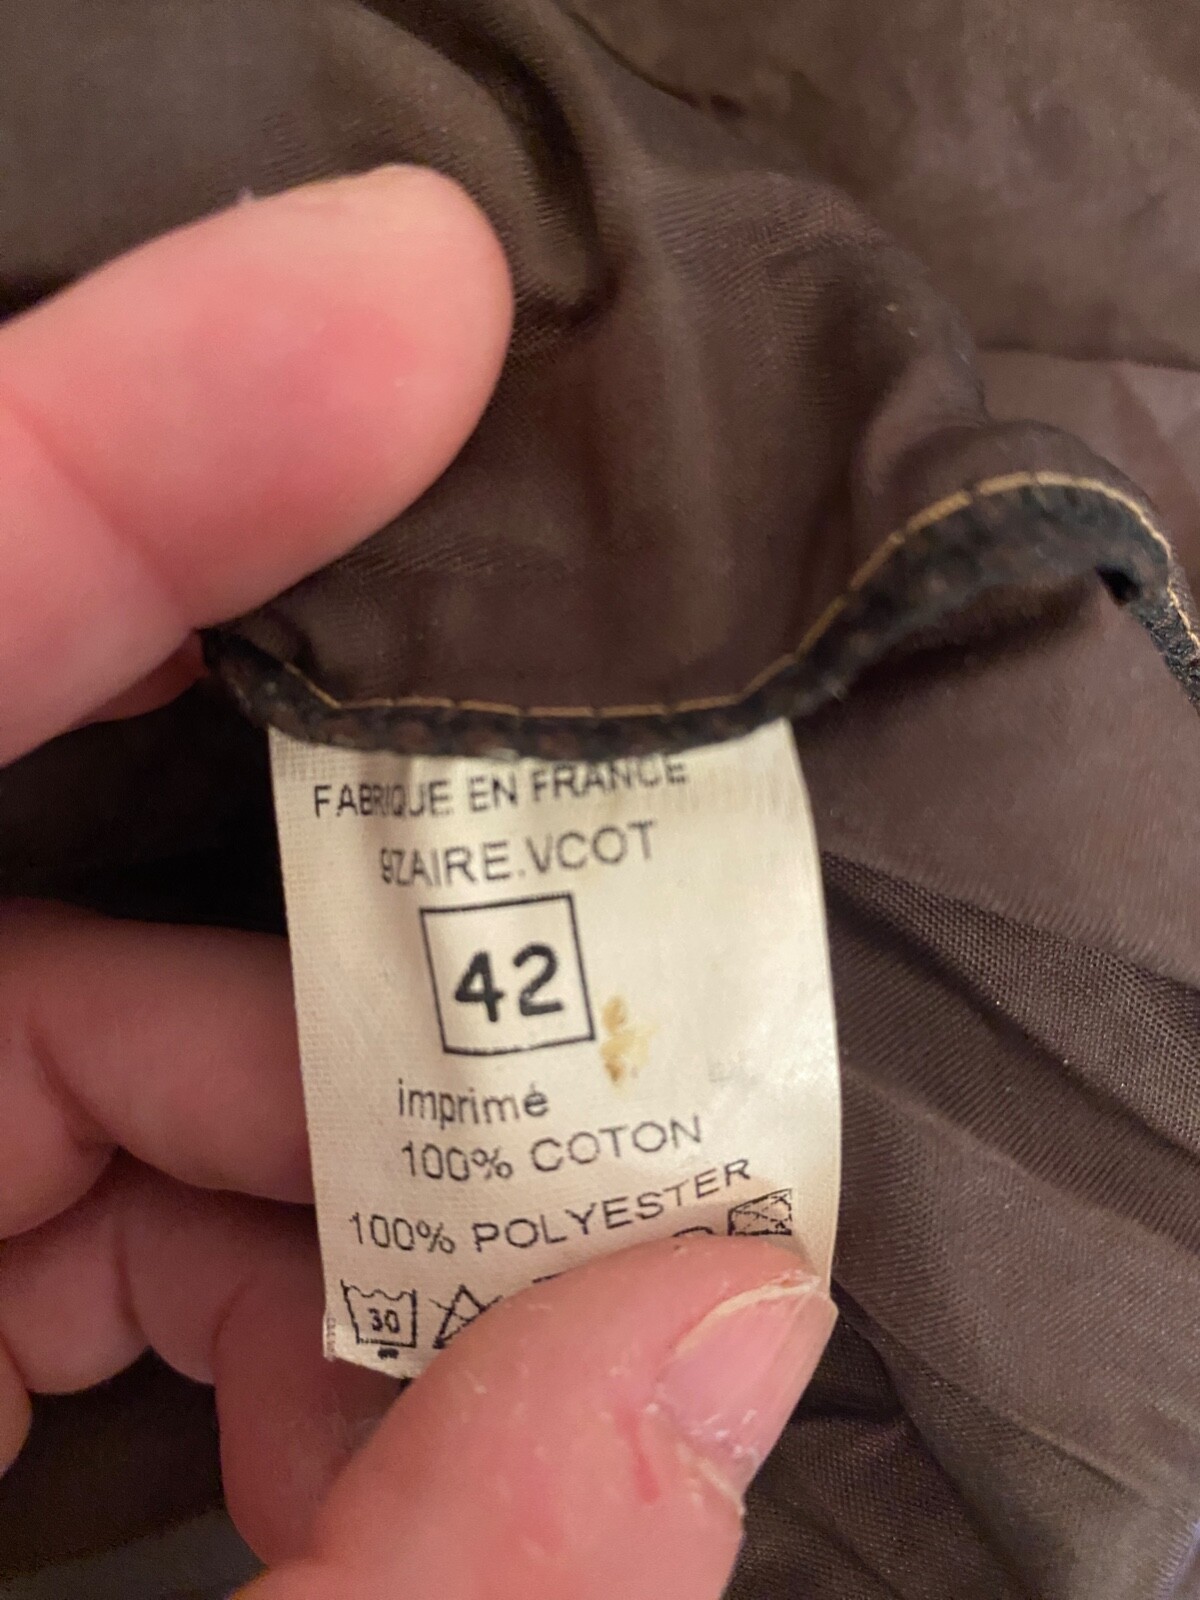 FABRIQUE EN FRANCE
9ZAIRE.VCOT
42
imprimé
100% COTON
100% POLYESTER
30